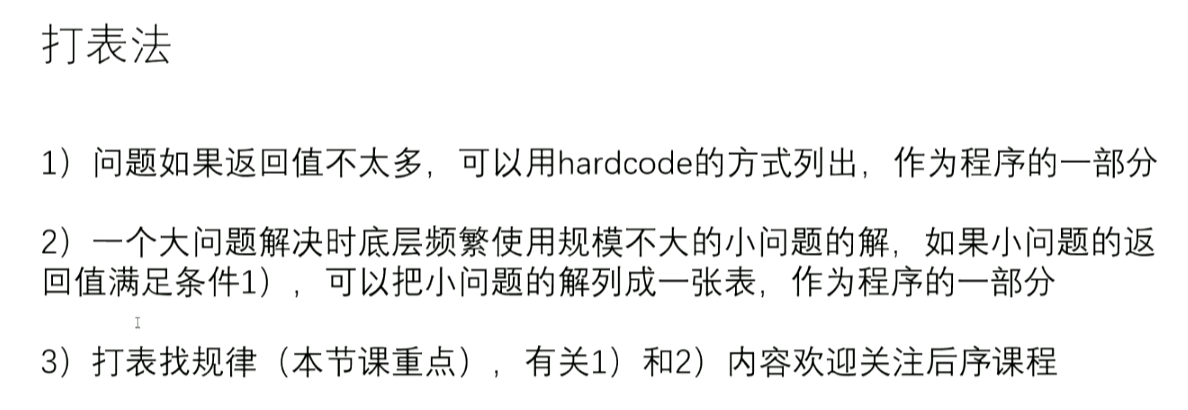 打表法
1）问题如果返回值不太多，可以用hardcode的方式列出，作为程序的一部分
2）一个大问题解决时底层频繁使用规模不大的小问题的解，如果小问题的返
回值满足条件1），可以把小问题的解列成一张表，作为程序的一部分
3）打表找规律（本节课重点），有关1）和2）内容欢迎关注后序课程